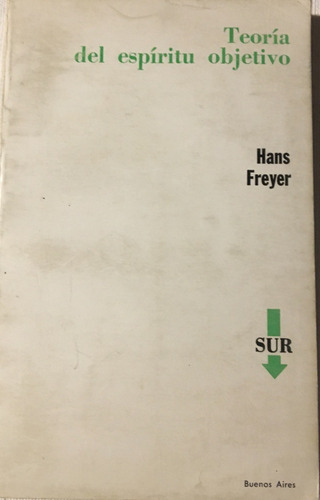 Teoría
del espíritu objetivo
Hans
Freyer
SUR
Buenos Aires